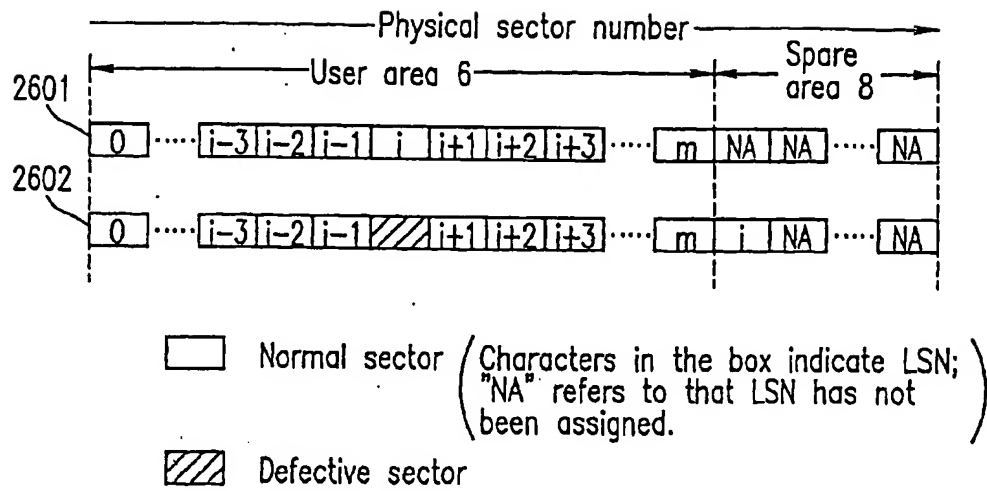 Physical sector number
User area 6
Spare
area 8
2601
0 ..... i-3 i-2 i-1 i i+1 i+2 i+3 ..... m NA NA ..... NA
2602
0 ..... i-3 i-2 i-1 i+1 i+2 i+3 ..... m i NA ..... NA
Normal sector (Characters in the box indicate LSN;
"NA" refers to that LSN has not
been assigned.)
Defective sector